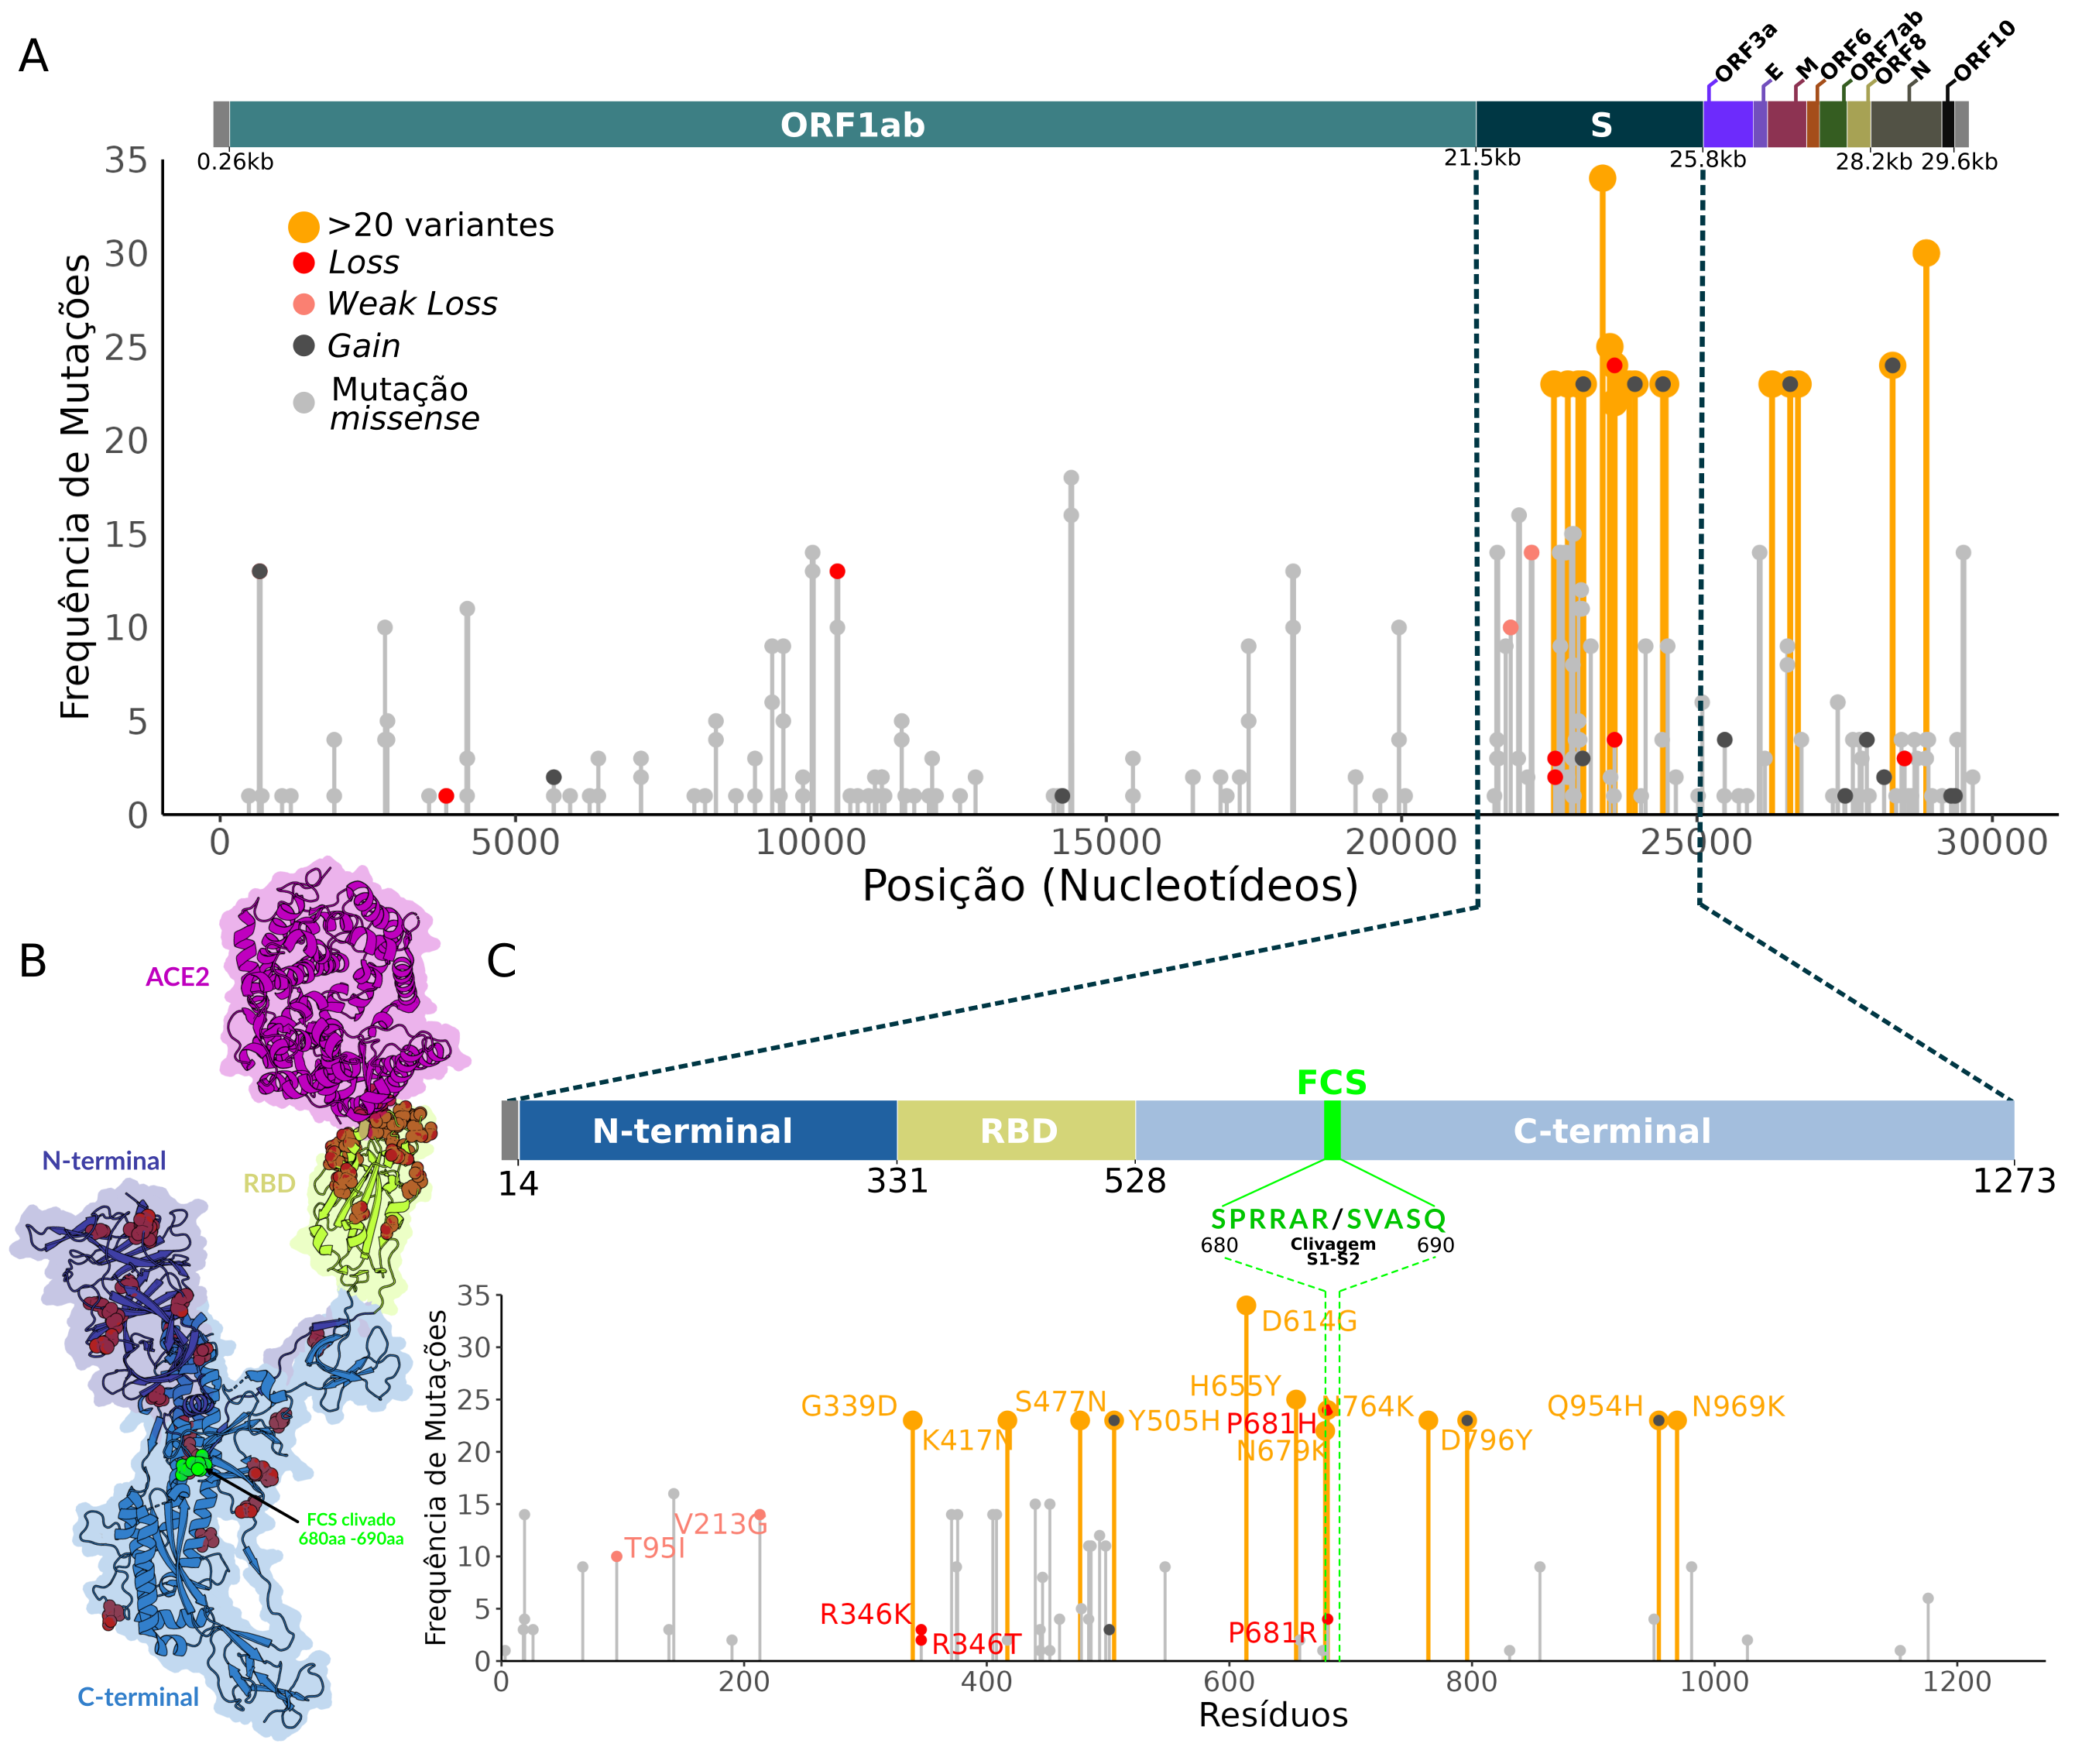 A
ORF3a
E
M
ORF6
ORF7ab
ORF8
N
ORF10
ORF1ab
S
0.26kb
21.5kb
25.8kb
28.2kb
29.6kb
35
30
25
20
15
10
5
0
Frequência de Mutações
>20 variantes
Loss
Weak Loss
Gain
Mutação
missense
0
5000
10000
15000
20000
25000
30000
Posição (Nucleotídeos)
B
ACE2
N-terminal
RBD
FCS clivado
680aa -690aa
C-terminal
C
FCS
N-terminal
RBD
C-terminal
14
331
528
1273
SPRRAR/SVASQ
680
Clivagem
S1-S2
690
35
30
25
20
15
10
5
0
Frequência de Mutações
D614G
H655Y
G339D
S477N
N764K
Q954H
N969K
K417N
Y505H
P681H
N679K
D796Y
V213G
T95I
R346K
R346T
P681R
0
200
400
600
800
1000
1200
Resíduos